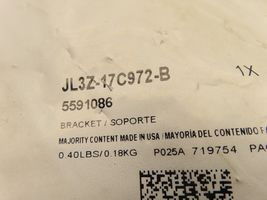 JL3Z-17C972-B
1X
5591086
BRACKET / SOPORTE
MAJORITY CONTENT MADE IN USA / MAYORÍA DEL CONTENIDO
0.40LBS/0.18KG P025A 719754